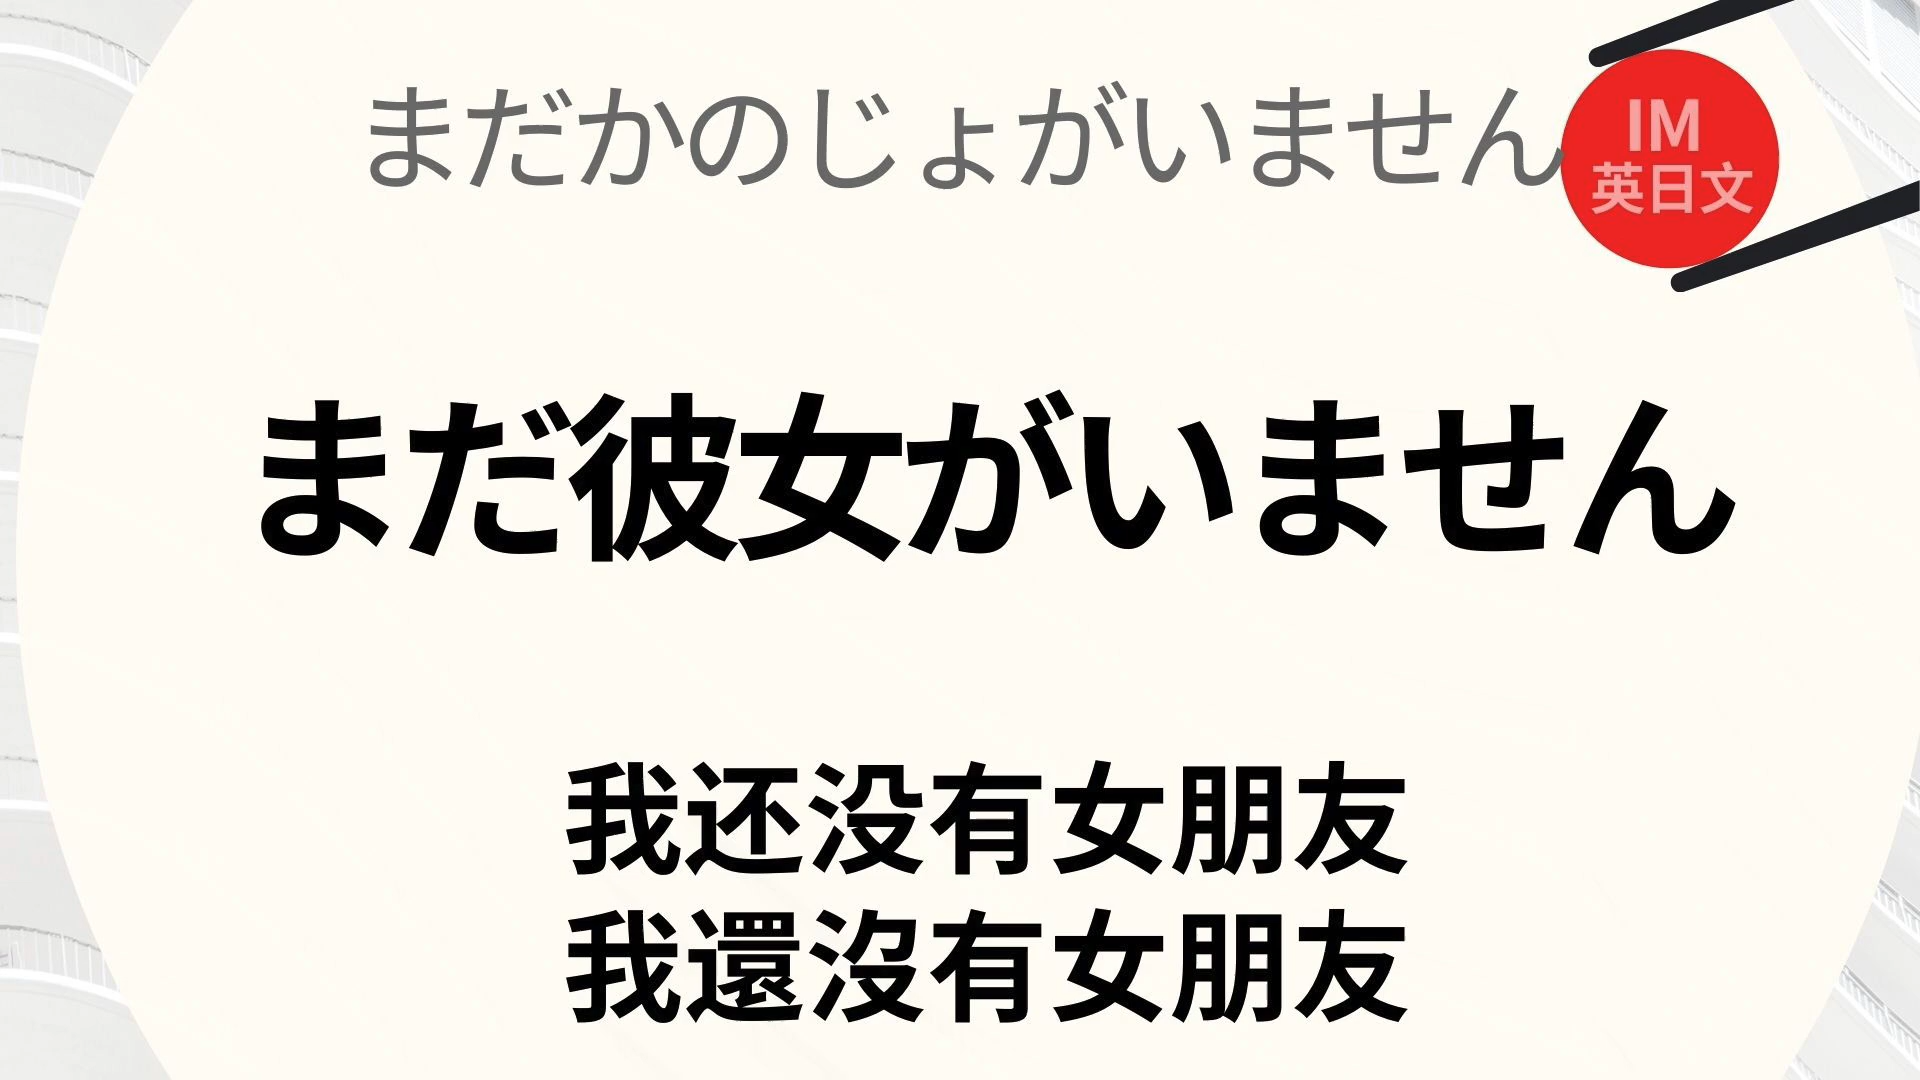 まだかのじょがいません
IM
英日文
まだ彼女がいません
我还没有女朋友
我還沒有女朋友